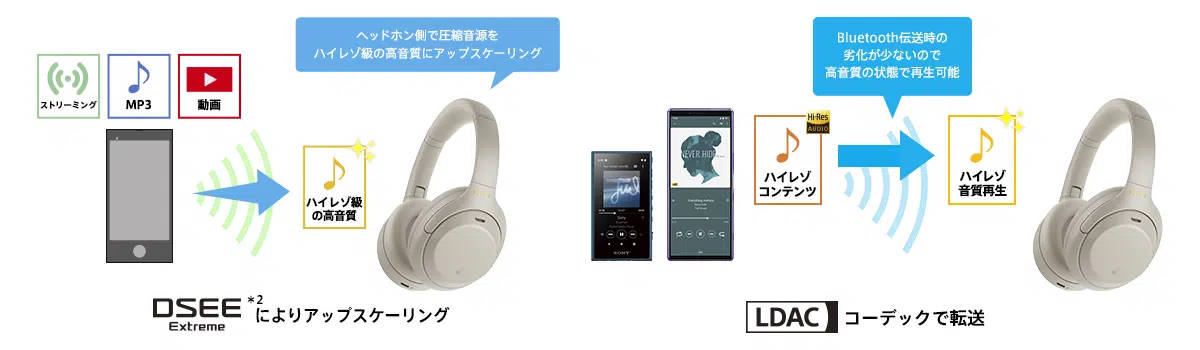 ヘッドホン側で圧縮音源を
ハイレゾ級の高音質にアップスケーリング
ストリーミング
MP3
動画
ハイレゾ級
の高音質
DSEE
Extreme
*2
によりアップスケーリング
Bluetooth伝送時の
劣化が少ないので
高音質の状態で再生可能
Hi-Res
AUDIO
NEVER HIDE
ハイレゾ
コンテンツ
ハイレゾ
音質再生
SONY
LDAC
コーデックで転送